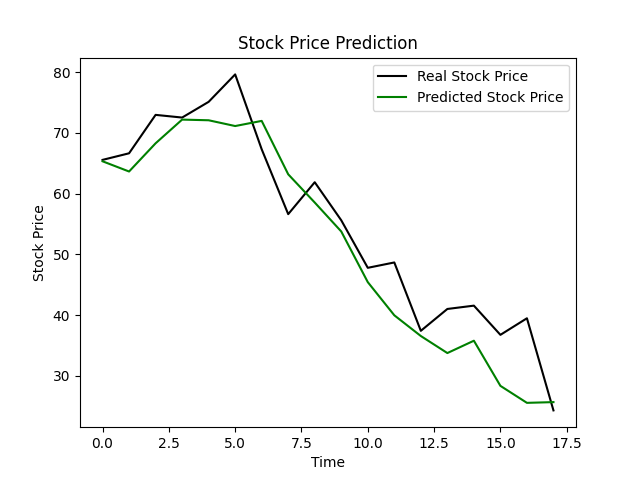 Stock Price Prediction
Real Stock Price
Predicted Stock Price
Stock Price
80
70
60
50
40
30
0.0 2.5 5.0 7.5 10.0 12.5 15.0 17.5
Time